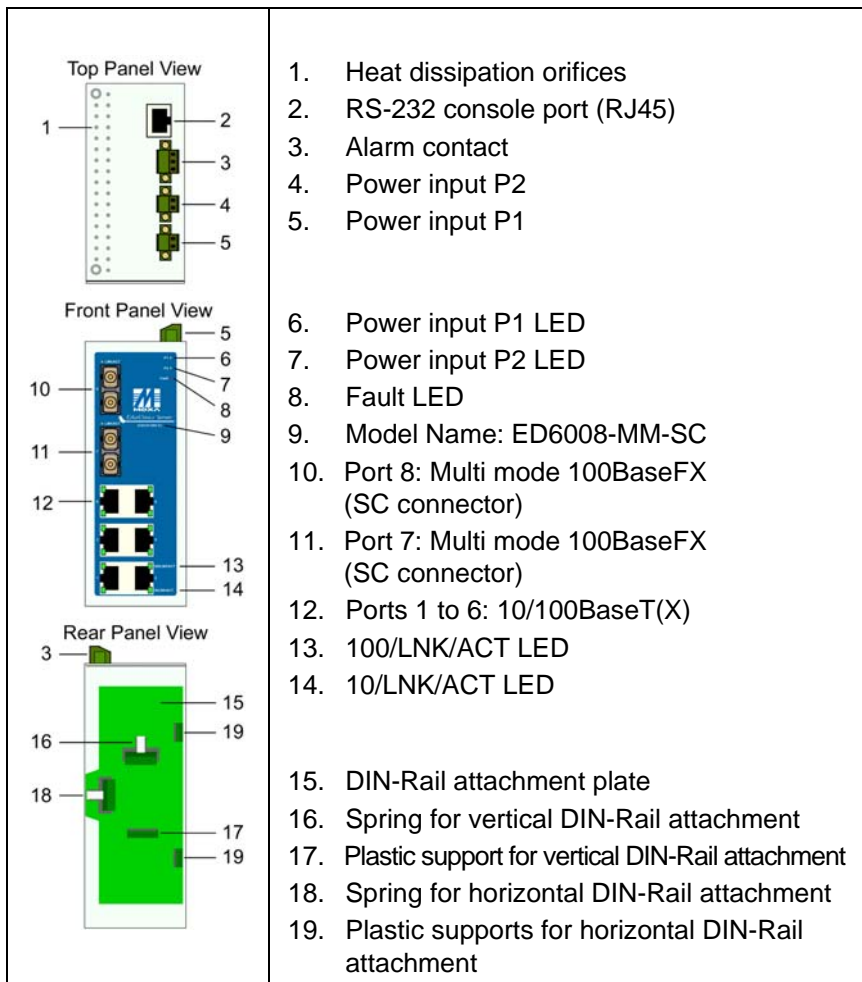 Top Panel View
1
2
3
4
5
Front Panel View
5
6
7
8
9
10
11
12
13
14
MOXA
Rear Panel View
3
15
19
16
18
17
19
1. Heat dissipation orifices
2. RS-232 console port (RJ45)
3. Alarm contact
4. Power input P2
5. Power input P1
6. Power input P1 LED
7. Power input P2 LED
8. Fault LED
9. Model Name: ED6008-MM-SC
10. Port 8: Multi mode 100BaseFX
(SC connector)
11. Port 7: Multi mode 100BaseFX
(SC connector)
12. Ports 1 to 6: 10/100BaseT(X)
13. 100/LNK/ACT LED
14. 10/LNK/ACT LED
15. DIN-Rail attachment plate
16. Spring for vertical DIN-Rail attachment
17. Plastic support for vertical DIN-Rail attachment
18. Spring for horizontal DIN-Rail attachment
19. Plastic supports for horizontal DIN-Rail
attachment